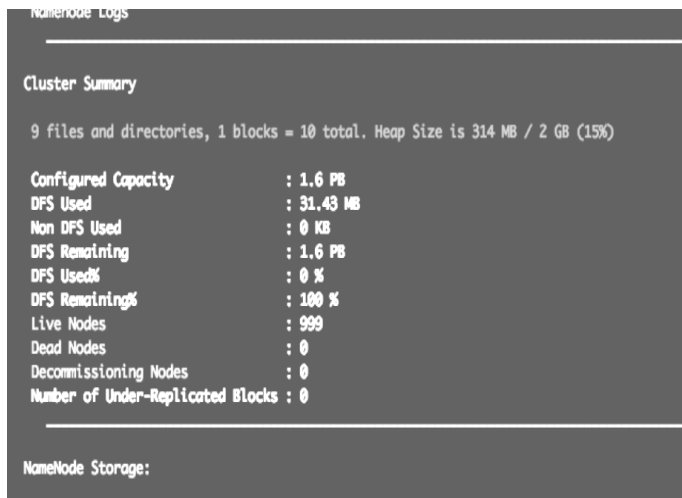 Namenode Logs
Cluster Summary
9 files and directories, 1 blocks = 10 total. Heap Size is 314 MB / 2 GB (15%)
Configured Capacity : 1.6 PB
DFS Used : 31.43 MB
Non DFS Used : 0 KB
DFS Remaining : 1.6 PB
DFS Used% : 0 %
DFS Remaining% : 100 %
Live Nodes : 999
Dead Nodes : 0
Decommissioning Nodes : 0
Number of Under-Replicated Blocks : 0
NameNode Storage: